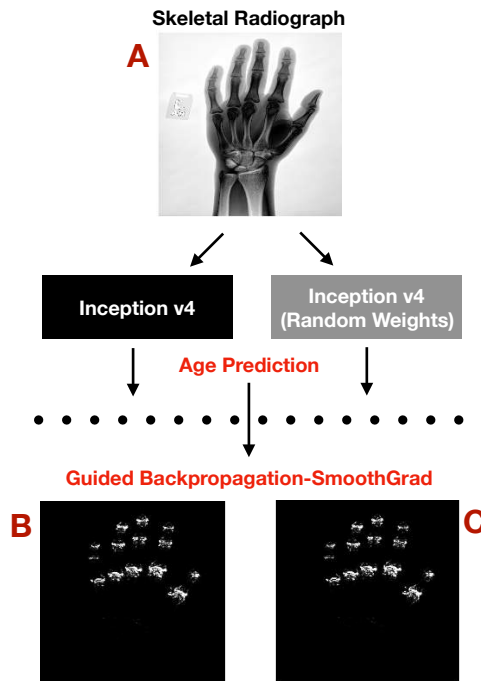 Skeletal Radiograph
A
Inception v4
Inception v4
(Random Weights)
Age Prediction
Guided Backpropagation-SmoothGrad
B
C